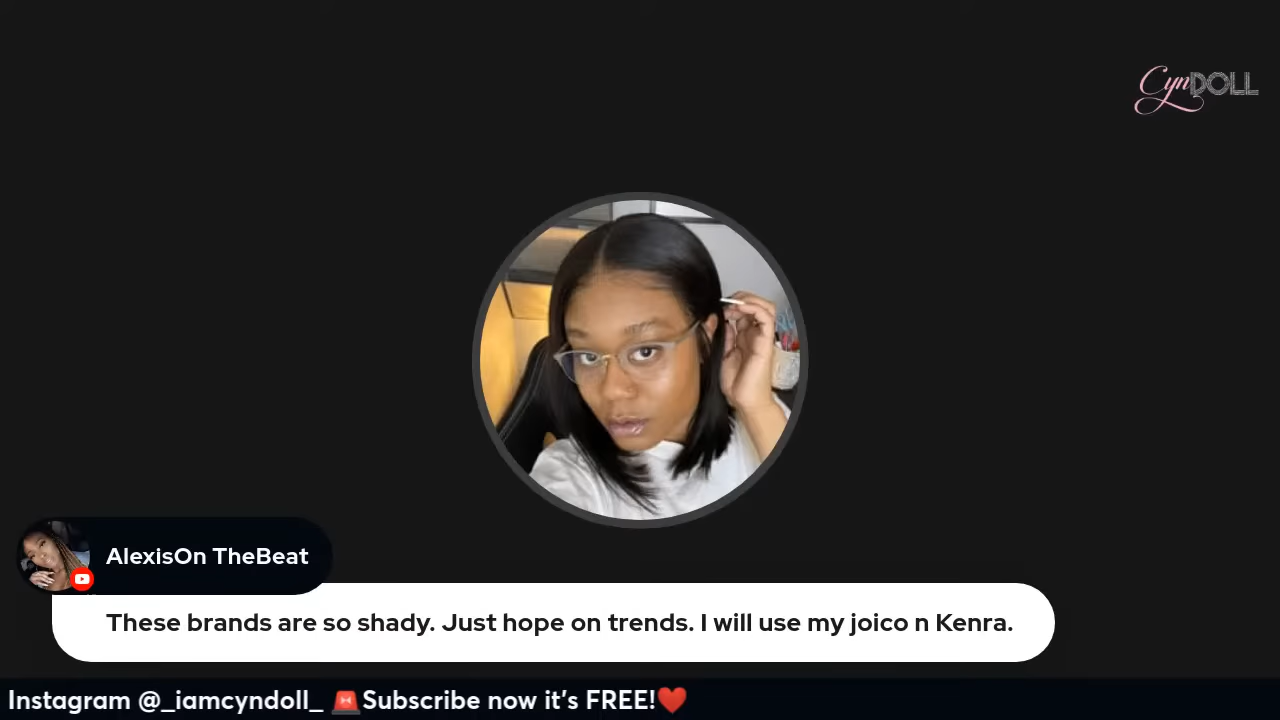 CynDOLL
AlexisOn TheBeat
These brands are so shady. Just hope on trends. I will use my joico n Kenra.
Instagram @_iamcyndoll_ 🚨Subscribe now it's FREE!❤️